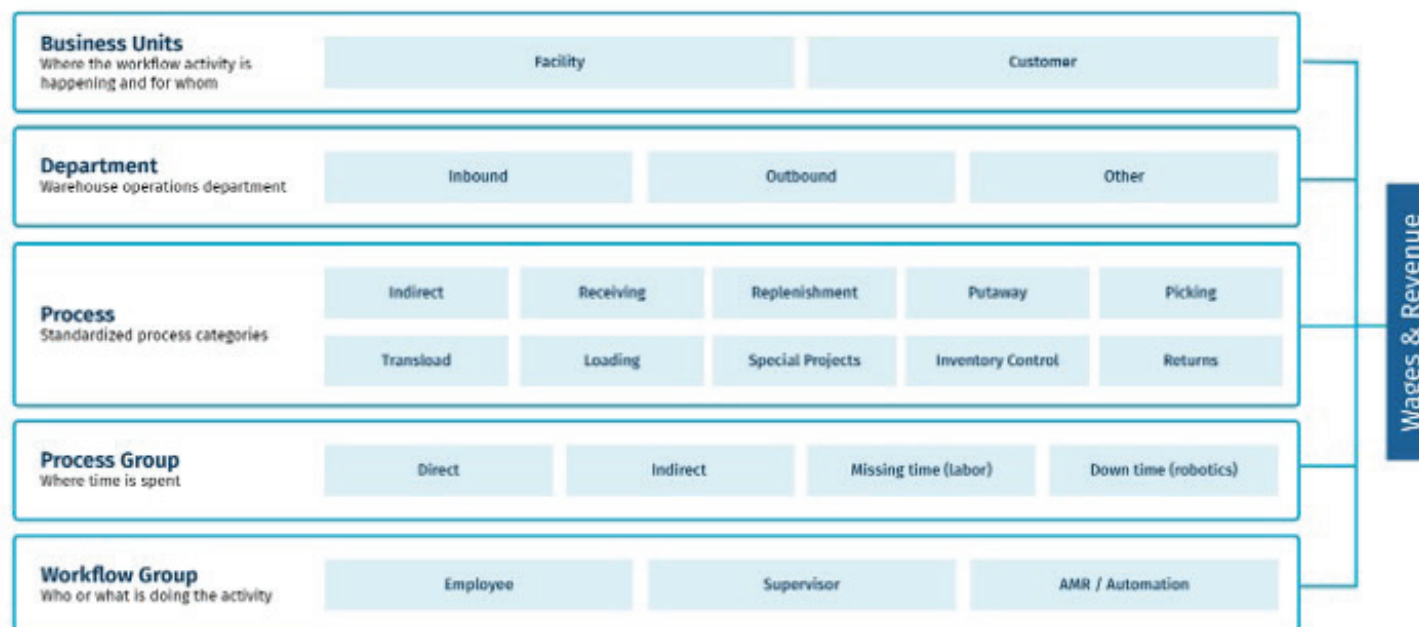 Business Units
Where the workflow activity is
happening and for whom
Facility
Customer
Department
Warehouse operations department
Inbound
Outbound
Other
Process
Standardized process categories
Indirect
Receiving
Replenishment
Putaway
Picking
Transload
Loading
Special Projects
Inventory Control
Returns
Process Group
Where time is spent
Direct
Indirect
Missing time (labor)
Down time (robotics)
Workflow Group
Who or what is doing the activity
Employee
Supervisor
AMR / Automation
Wages & Revenue